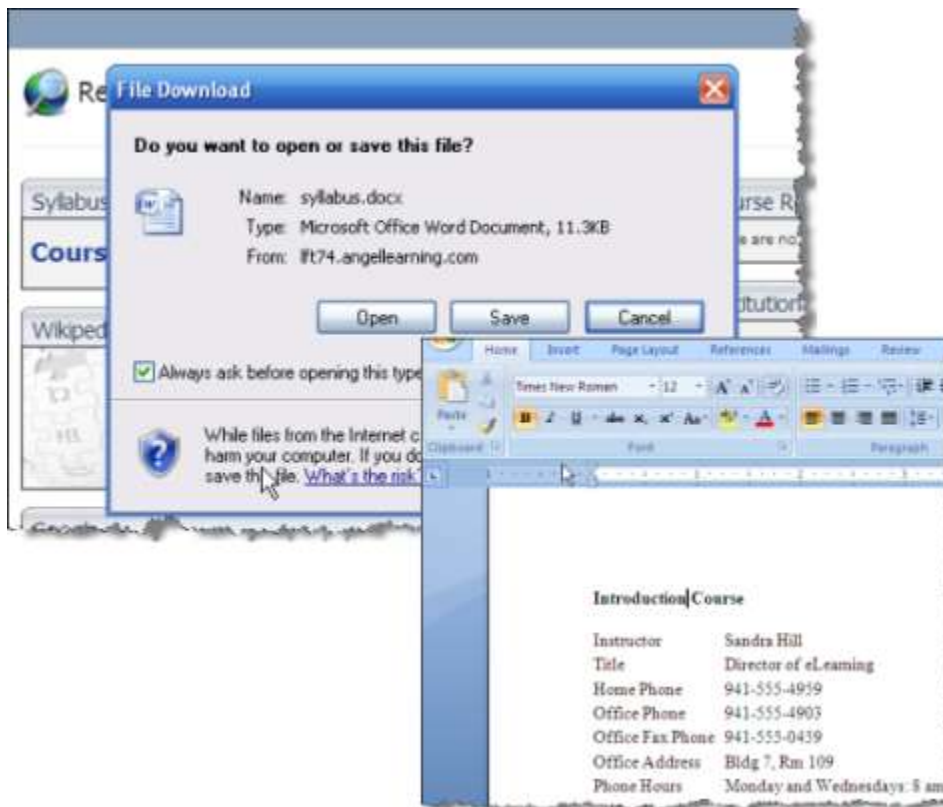 Re
File Download
Do you want to open or save this file?
Syllabus
Name: syllabus.docx
urse R
Type: Microsoft Office Word Document, 11.3KB
e are no
Cours
From: lft74.angellearning.com
Open
Save
Cancel
titution
Wikiped
Home
Insert
Page Layout
References
Mailings
Review
Always ask before opening this type
Times New Roman
12
Paste
Clipboard
Font
Paragraph
While files from the Internet c
harm your computer. If you do
save this file. What's the risk?
Introduction Course
Instructor Sandra Hill
Title Director of eLearning
Home Phone 941-555-4959
Office Phone 941-555-4903
Office Fax Phone 941-555-0439
Office Address Bldg 7, Rm 109
Phone Hours Monday and Wednesdays: 8 am